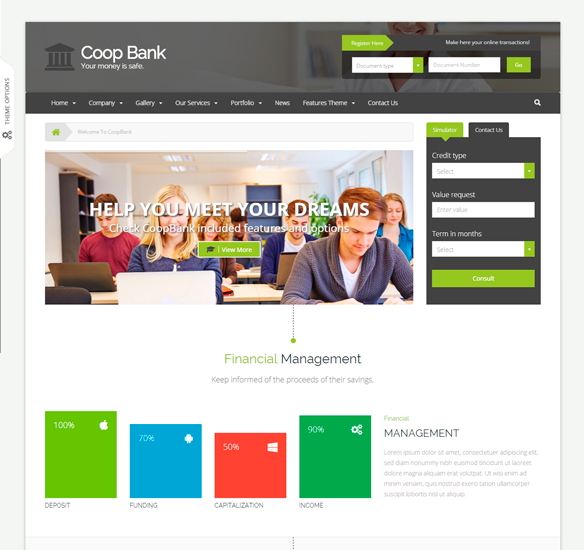 THEME OPTIONS
Coop Bank
Your money is safe.
Register Here
Make here your online transactions!
Document type
Document Number
Go
Home
Company
Gallery
Our Services
Portfolio
News
Features Theme
Contact Us
Welcome To CoopBank
HELP YOU MEET YOUR DREAMS
Check CoopBank included features and options
View More
Simulator
Contact Us
Credit type
Select
Value request
Enter value
Term in months
Select
Consult
Financial Management
Keep informed of the proceeds of their savings.
100%
DEPOSIT
70%
FUNDING
50%
CAPITALIZATION
90%
INCOME
Financial
MANAGEMENT
Lorem ipsum dolor sit amet, consectetuer adipiscing elit,
sed diam nonummy nibh euismod tincidunt ut laoreet
dolore magna aliquam erat volutpat. Ut wisi enim ad
minim veniam, quis nostrud exerci tation ullamcorper
suscipit lobortis nisl ut aliquip.